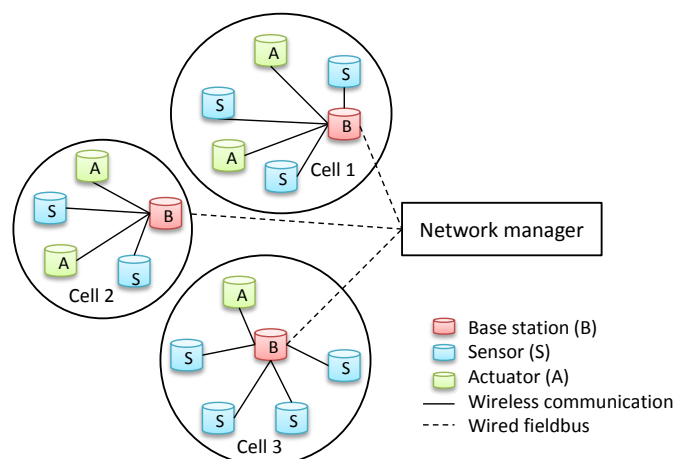 A
S
S
B
A
S
Cell 1
A
S
B
A
S
Cell 2
Network manager
A
B
S
S
S
S
Cell 3
Base station (B)
Sensor (S)
Actuator (A)
Wireless communication
Wired fieldbus